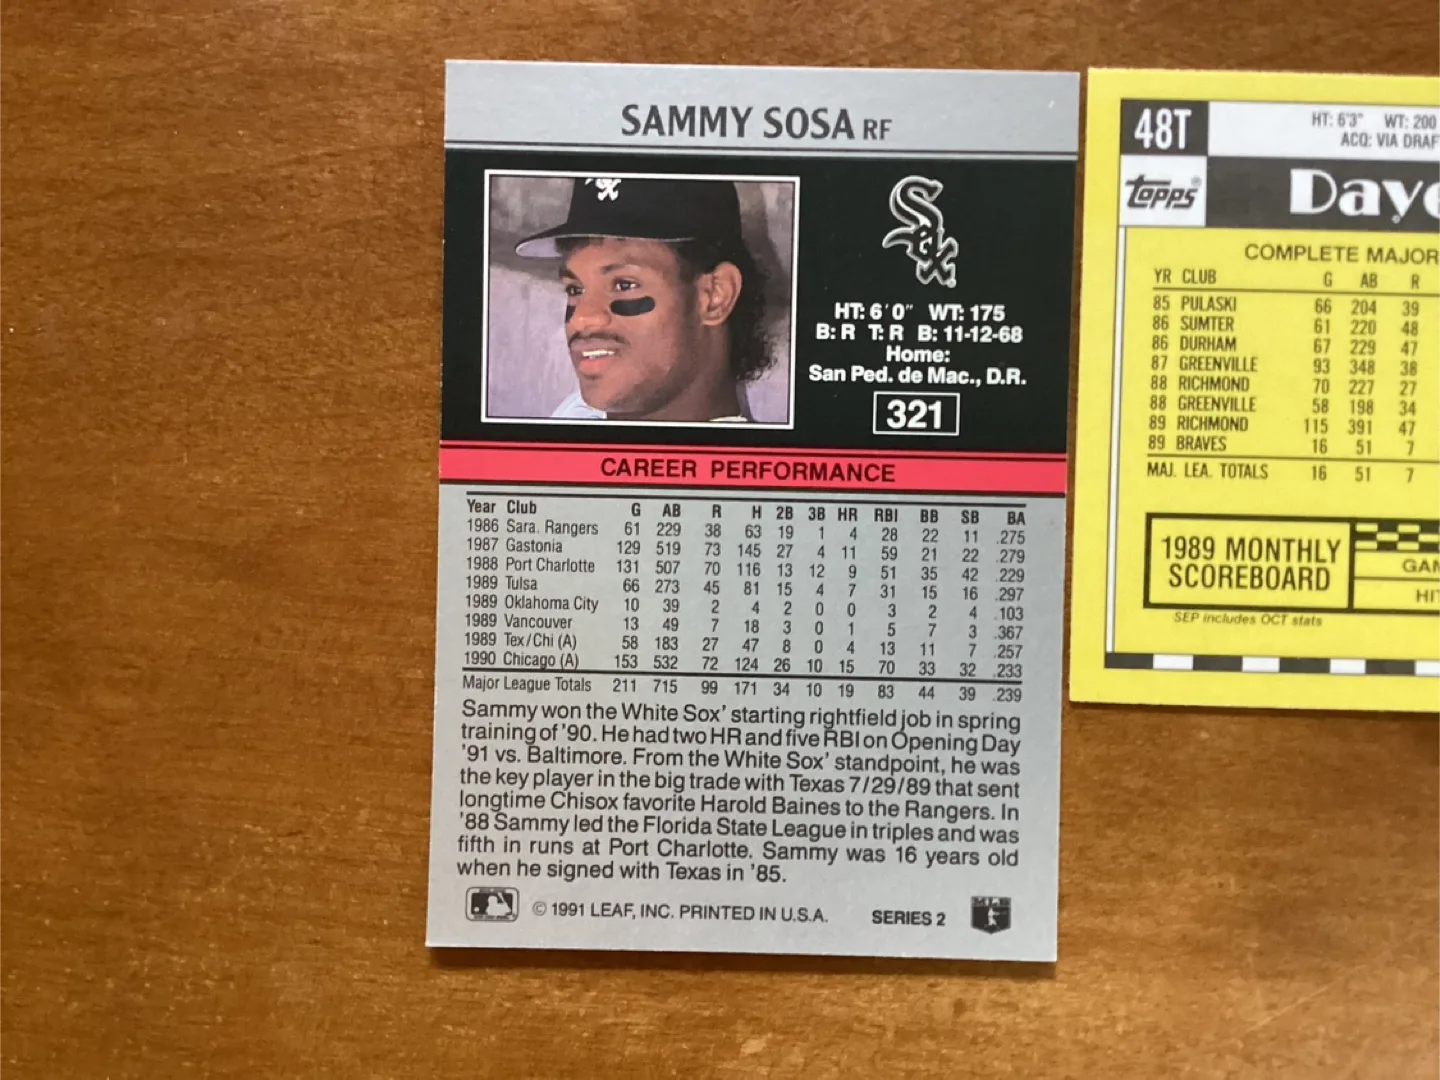 SAMMY SOSA RF
Sox
HT: 6'0" WT: 175
B: R T: R B: 11-12-68
Home:
San Ped. de Mac., D.R.
321
CAREER PERFORMANCE
Year Club G AB R H 2B 3B HR RBI BB SB BA
1986 Sara. Rangers 61 229 38 63 19 1 4 28 22 11 .275
1987 Gastonia 129 519 73 145 27 4 11 59 21 22 .279
1988 Port Charlotte 131 507 70 116 13 12 9 51 35 42 .229
1989 Tulsa 66 273 45 81 15 4 7 31 15 16 .297
1989 Oklahoma City 10 39 2 4 2 0 0 3 2 4 .103
1989 Vancouver 13 49 7 18 3 0 1 5 7 3 .367
1989 Tex/Chi (A) 58 183 27 47 8 0 4 13 11 7 .257
1990 Chicago (A) 153 532 72 124 26 10 15 70 33 32 .233
Major League Totals 211 715 99 171 34 10 19 83 44 39 .239
Sammy won the White Sox' starting rightfield job in spring
training of '90. He had two HR and five RBI on Opening Day
'91 vs. Baltimore. From the White Sox' standpoint, he was
the key player in the big trade with Texas 7/29/89 that sent
longtime Chisox favorite Harold Baines to the Rangers. In
'88 Sammy led the Florida State League in triples and was
fifth in runs at Port Charlotte. Sammy was 16 years old
when he signed with Texas in '85.
© 1991 LEAF, INC. PRINTED IN U.S.A. SERIES 2
48T
HT: 6'3" WT: 200
ACQ: VIA DRAF
Topps®
Dave
COMPLETE MAJOR
YR CLUB G AB R
85 PULASKI 66 204 39
86 SUMTER 61 220 48
86 DURHAM 67 229 47
87 GREENVILLE 93 348 38
88 RICHMOND 70 227 27
88 GREENVILLE 58 198 34
89 RICHMOND 115 391 47
89 BRAVES 16 51 7
MAJ. LEA. TOTALS 16 51 7
1989 MONTHLY
SCOREBOARD
GAM
HIT
SEP includes OCT stats